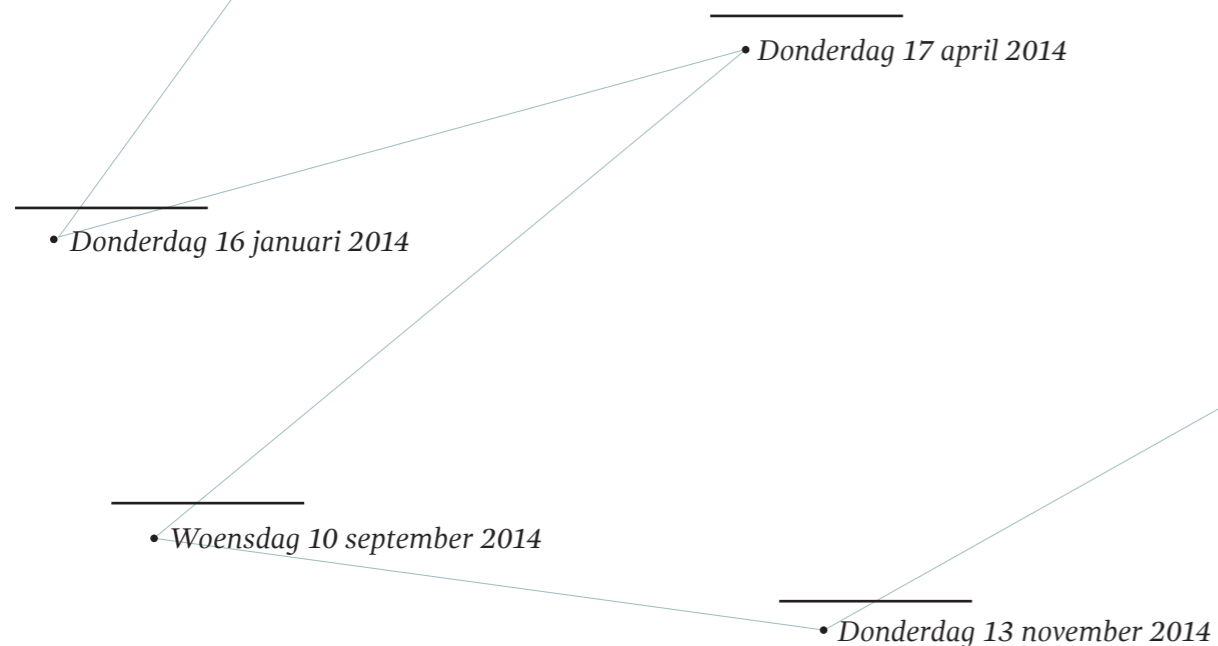 Donderdag 17 april 2014
Donderdag 16 januari 2014
Woensdag 10 september 2014
Donderdag 13 november 2014